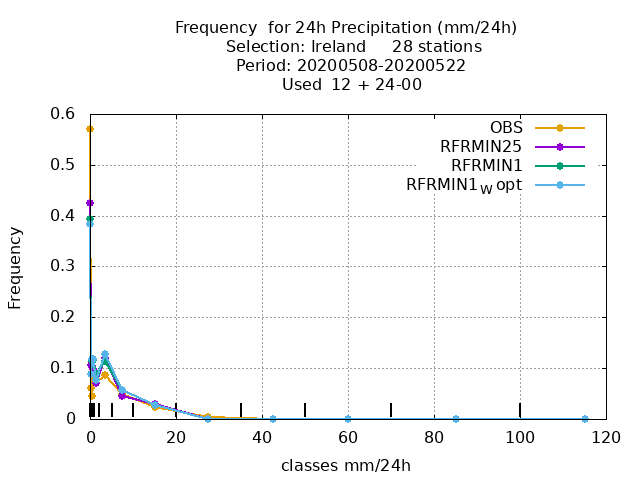 Frequency  for 24h Precipitation (mm/24h)
Selection: Ireland     28 stations
Period: 20200508-20200522
Used  12 + 24-00
OBS
RFRMIN25
RFRMIN1
RFRMIN1W opt
Frequency
0.6
0.5
0.4
0.3
0.2
0.1
0
0 20 40 60 80 100 120
classes mm/24h